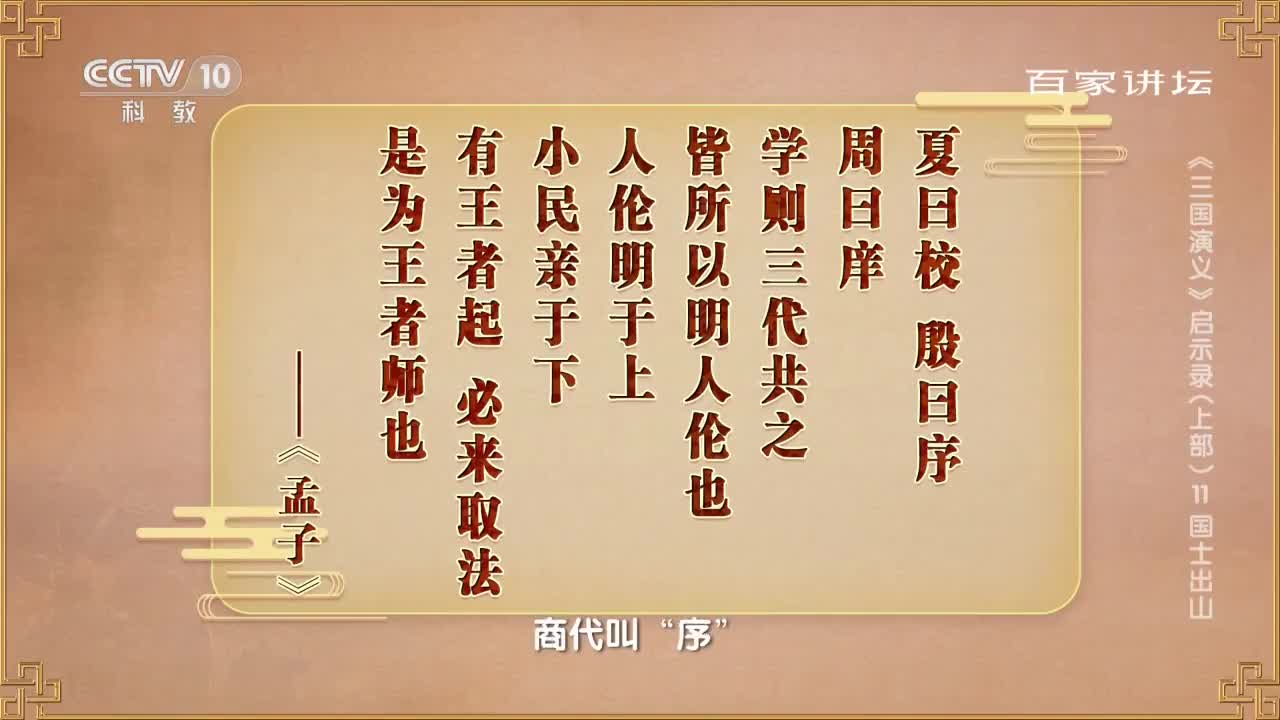 CCTV 10
科教
百家讲坛
夏曰校 殷曰序
周曰庠
学则三代共之
皆所以明人伦也
人伦明于上
小民亲于下
有王者起 必来取法
是为王者师也
——《孟子》
《三国演义》启示录（上部）11 国士出山
商代叫“序”